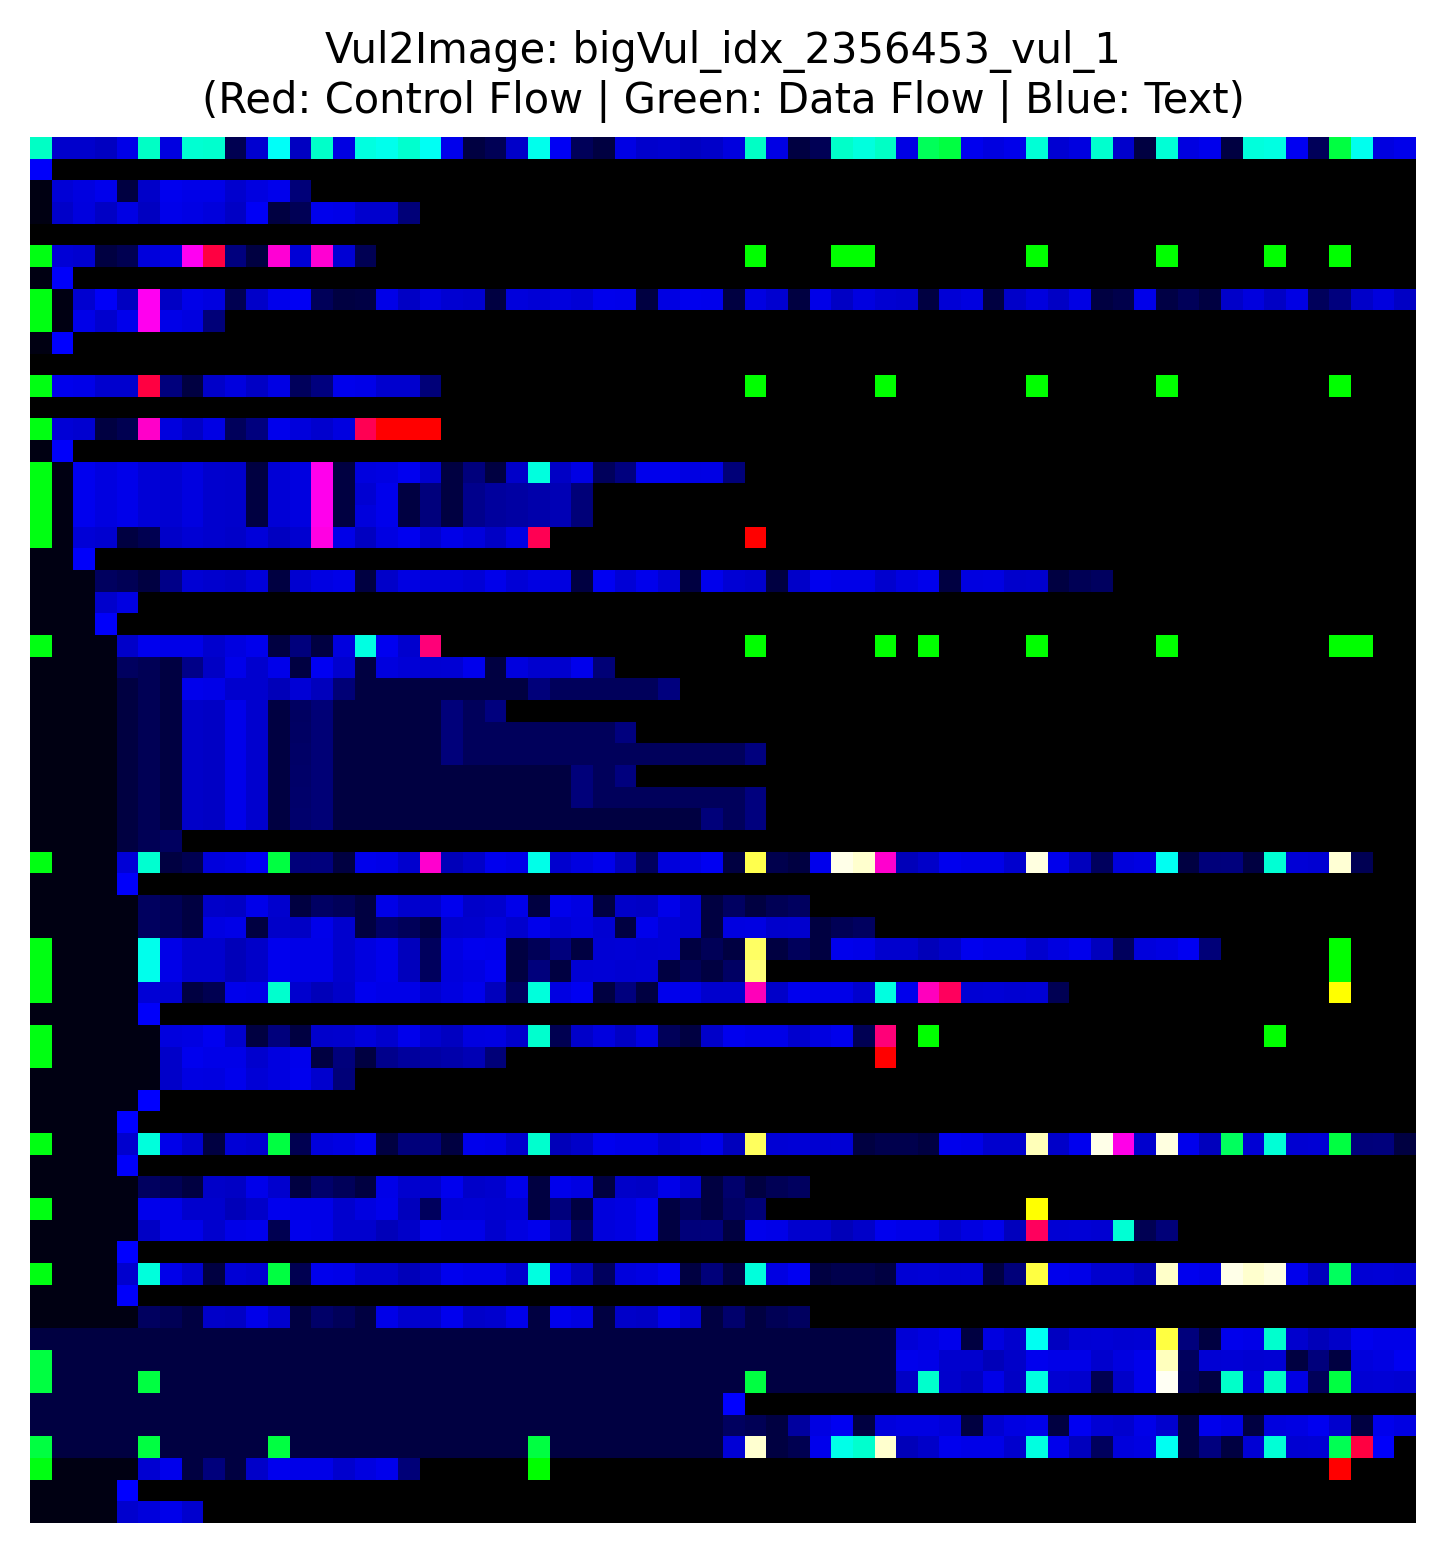 Vul2Image: bigVul_idx_2356453_vul_1
(Red: Control Flow | Green: Data Flow | Blue: Text)